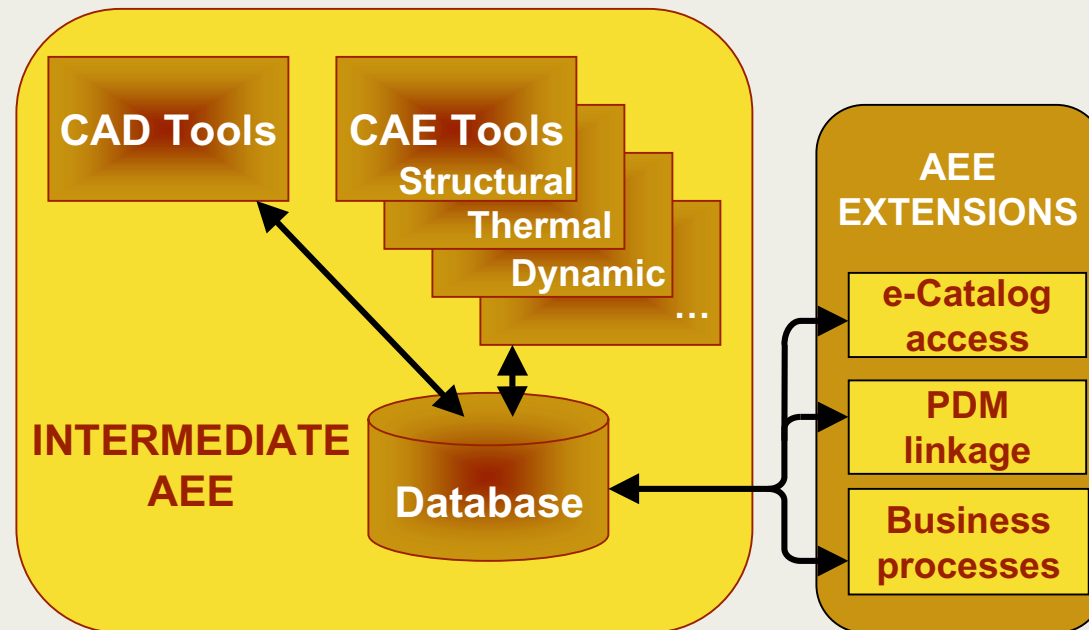 CAD Tools
CAE Tools
Structural
Thermal
Dynamic
…
INTERMEDIATE
AEE
Database
AEE
EXTENSIONS
e-Catalog
access
PDM
linkage
Business
processes